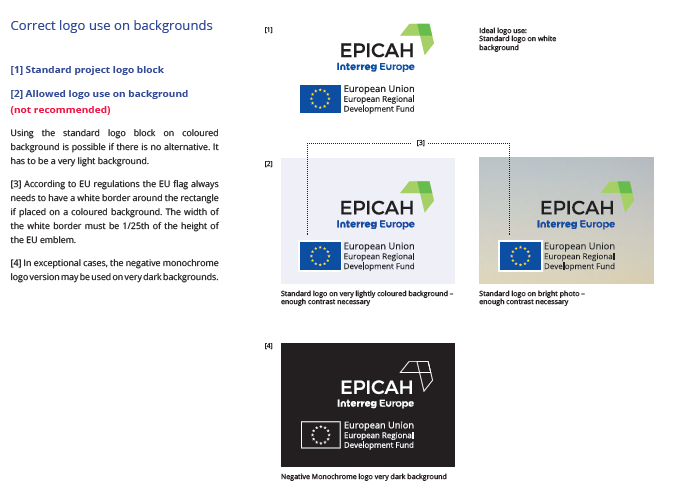 Correct logo use on backgrounds
[1] Standard project logo block
[2] Allowed logo use on background
(not recommended)
Using the standard logo block on coloured
background is possible if there is no alternative. It
has to be a very light background.
[3] According to EU regulations the EU flag always
needs to have a white border around the rectangle
if placed on a coloured background. The width of
the white border must be 1/25th of the height of
the EU emblem.
[4] In exceptional cases, the negative monochrome
logo version may be used on very dark backgrounds.
[1]
EPICAH
Interreg Europe
European Union
European Regional
Development Fund
Ideal logo use:
Standard logo on white
background
[3]
[2]
EPICAH
Interreg Europe
European Union
European Regional
Development Fund
Standard logo on very lightly coloured background –
enough contrast necessary
EPICAH
Interreg Europe
European Union
European Regional
Development Fund
Standard logo on bright photo –
enough contrast necessary
[4]
EPICAH
Interreg Europe
European Union
European Regional
Development Fund
Negative Monochrome logo very dark background